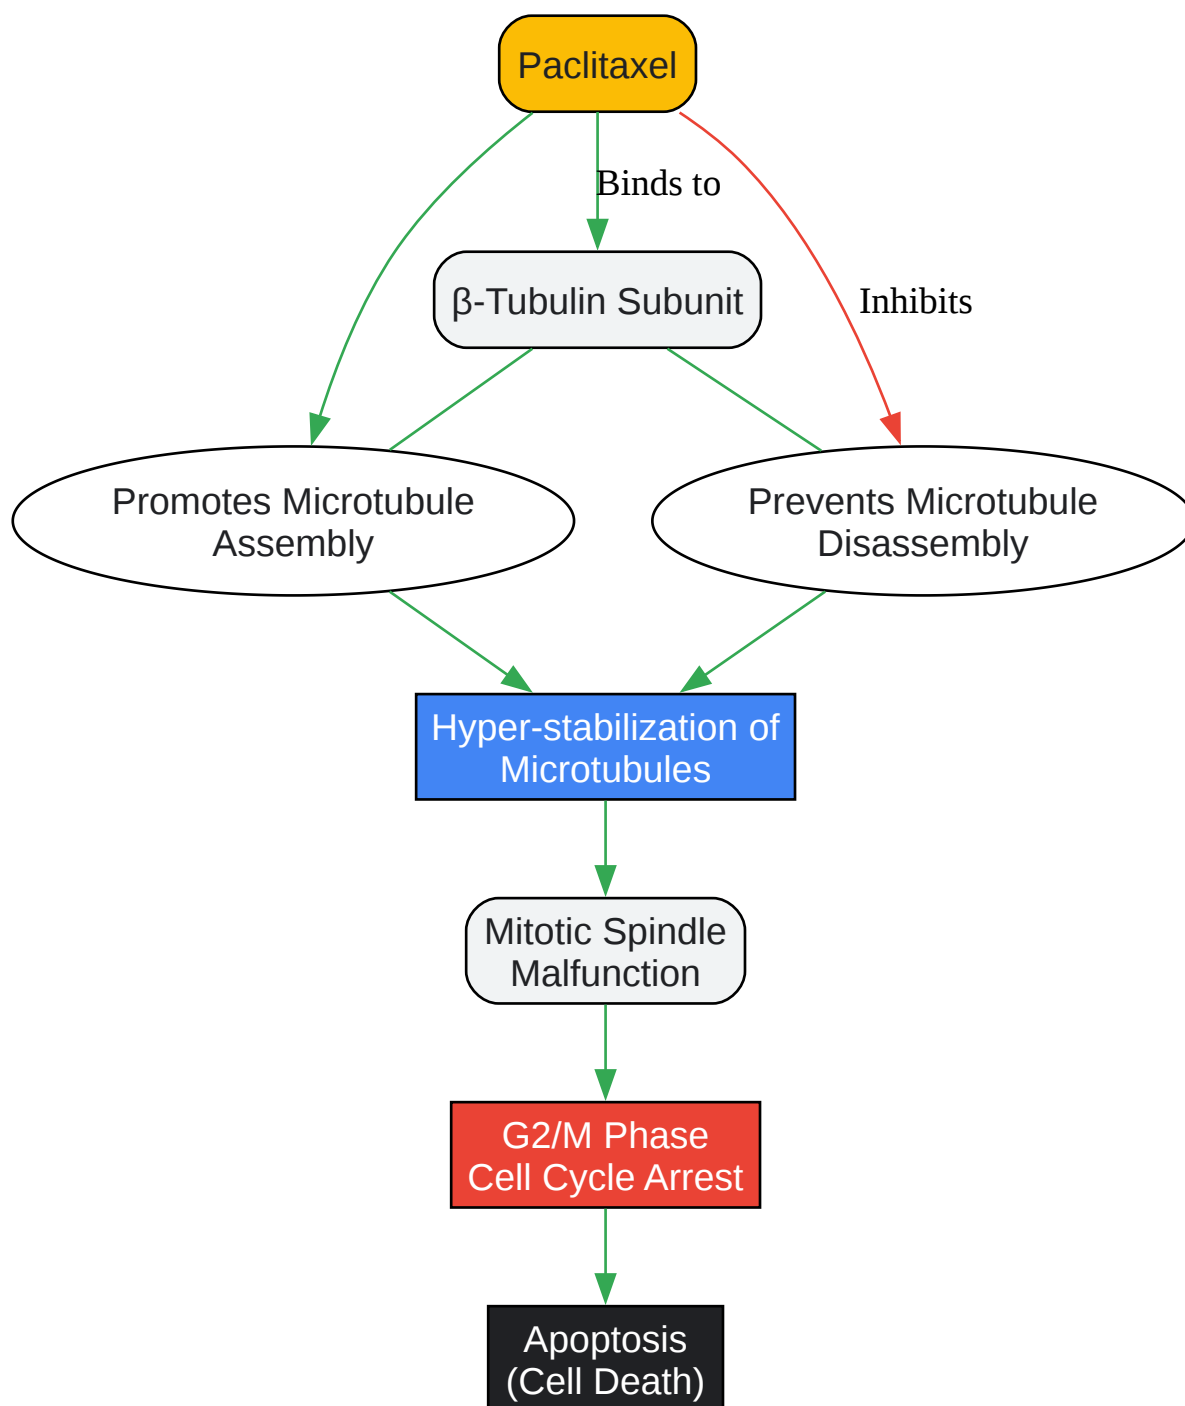 Paclitaxel
Binds to
β-Tubulin Subunit
Inhibits
Promotes Microtubule
Assembly
Prevents Microtubule
Disassembly
Hyper-stabilization of
Microtubules
Mitotic Spindle
Malfunction
G2/M Phase
Cell Cycle Arrest
Apoptosis
(Cell Death)